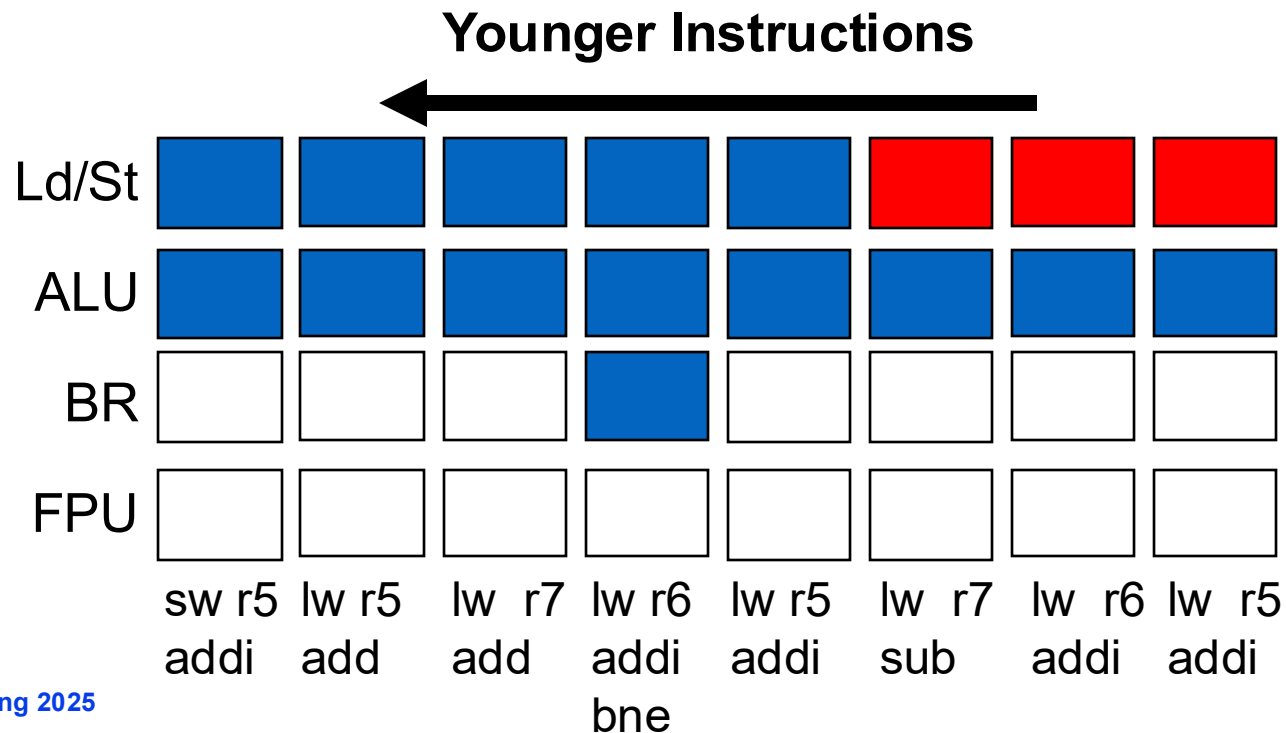 Younger Instructions
Ld/St
ALU
BR
FPU
sw r5 lw r5 lw r7 lw r6 lw r5 lw r7 lw r6 lw r5
addi add add addi addi sub addi addi
bne
ng 2025